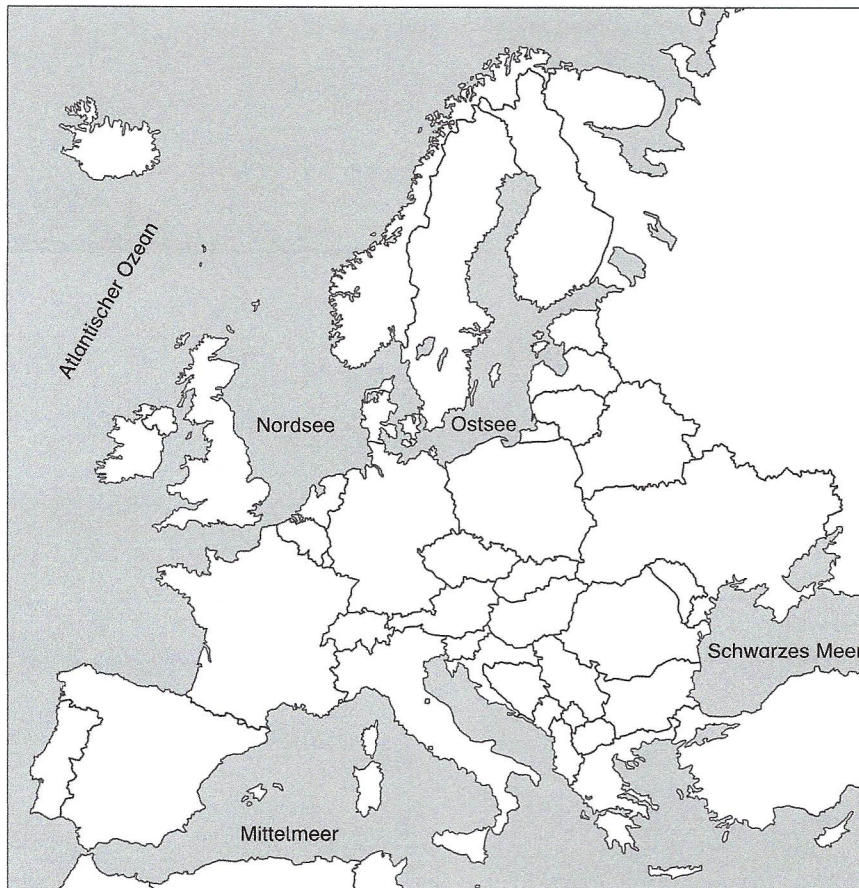 Atlantischer Ozean
Nordsee
Ostsee
Schwarzes Meer
Mittelmeer